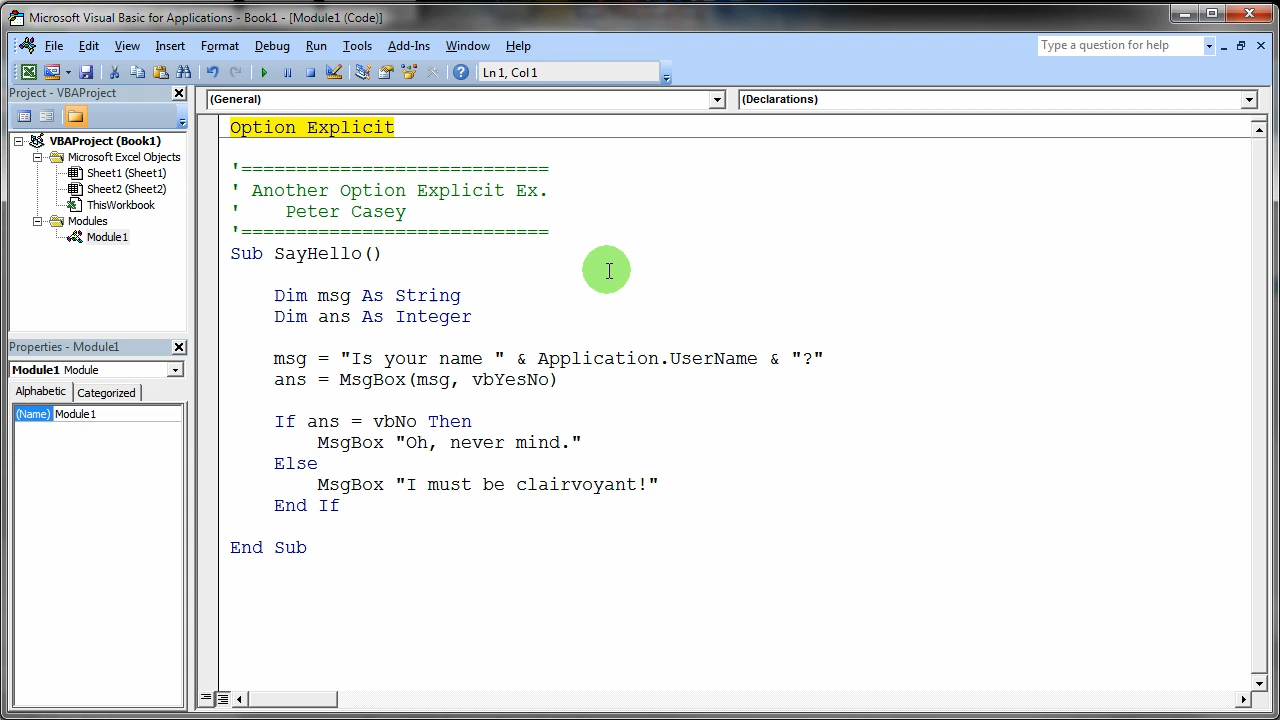 Microsoft Visual Basic for Applications - Book1 - [Module1 (Code)]
File Edit View Insert Format Debug Run Tools Add-Ins Window Help
Type a question for help
Ln 1, Col 1
Project - VBAProject
(General)
(Declarations)
VBAProject (Book1)
Microsoft Excel Objects
Sheet1 (Sheet1)
Sheet2 (Sheet2)
ThisWorkbook
Modules
Module1
Properties - Module1
Module1 Module
Alphabetic Categorized
(Name) Module1
Option Explicit
'============================
' Another Option Explicit Ex.
'    Peter Casey
'============================
Sub SayHello()
    Dim msg As String
    Dim ans As Integer
    msg = "Is your name " & Application.UserName & "?"
    ans = MsgBox(msg, vbYesNo)
    If ans = vbNo Then
        MsgBox "Oh, never mind."
    Else
        MsgBox "I must be clairvoyant!"
    End If
End Sub